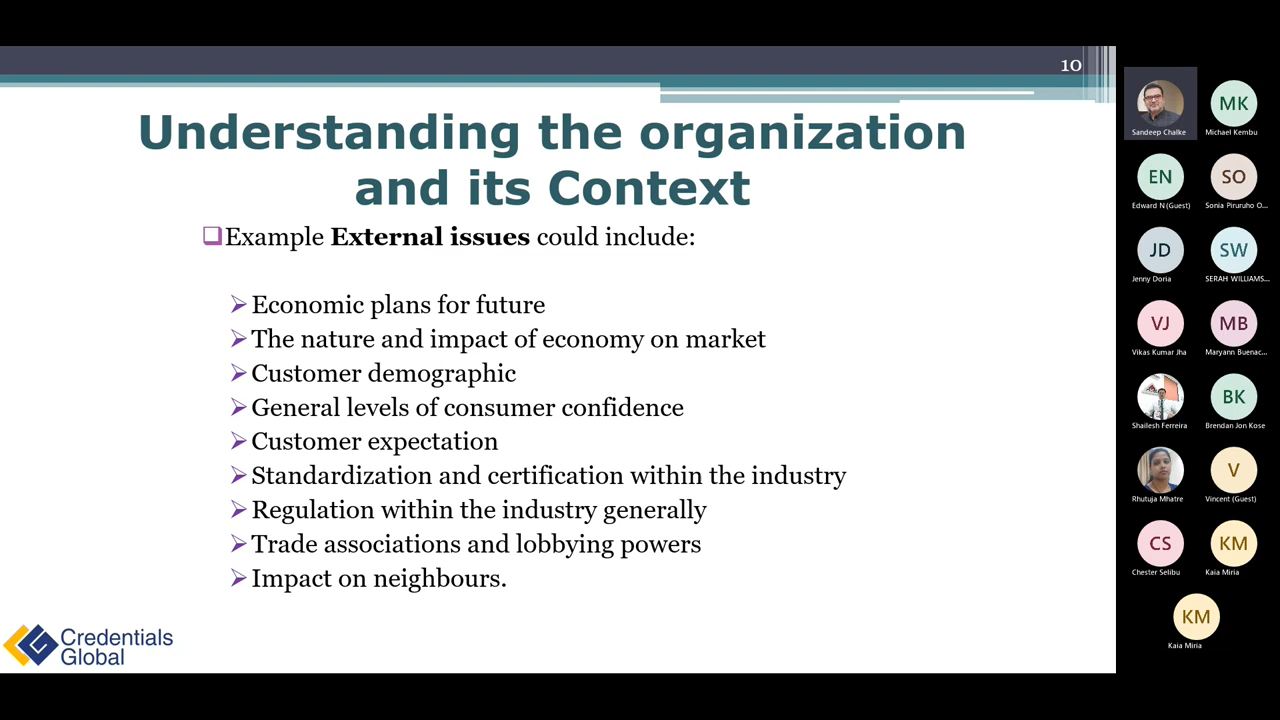 10
Understanding the organization
and its Context
Example External issues could include:
Economic plans for future
The nature and impact of economy on market
Customer demographic
General levels of consumer confidence
Customer expectation
Standardization and certification within the industry
Regulation within the industry generally
Trade associations and lobbying powers
Impact on neighbours.
Credentials
Global
Sandeep Chalke
MK
Michael Kembu
EN
Edward N (Guest)
SO
Sonia Piruruho O...
JD
Jenny Doria
SW
SERAH WILLIAMS...
VJ
Vikas Kumar Jha
MB
Maryann Buenac...
Shailesh Ferreira
BK
Brendan Jon Kose
Rhutuja Mhatre
V
Vincent (Guest)
CS
Chester Selibu
KM
Kaia Miria
KM
Kaia Miria